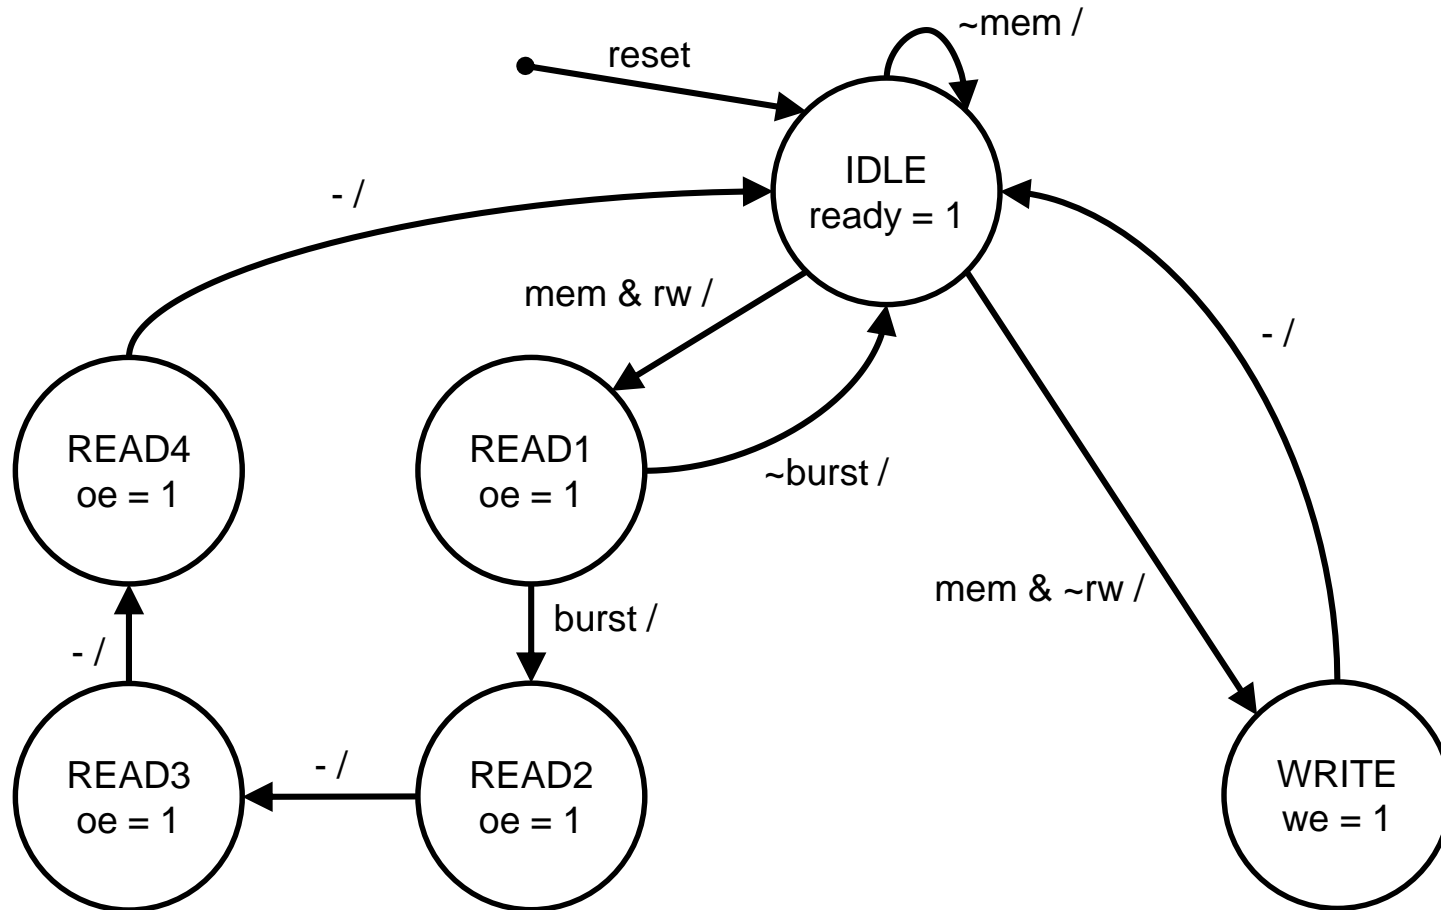 ~mem /
reset
IDLE
ready = 1
- /
mem & rw /
- /
READ4
oe = 1
READ1
oe = 1
~burst /
mem & ~rw /
burst /
- /
- /
READ3
oe = 1
READ2
oe = 1
WRITE
we = 1